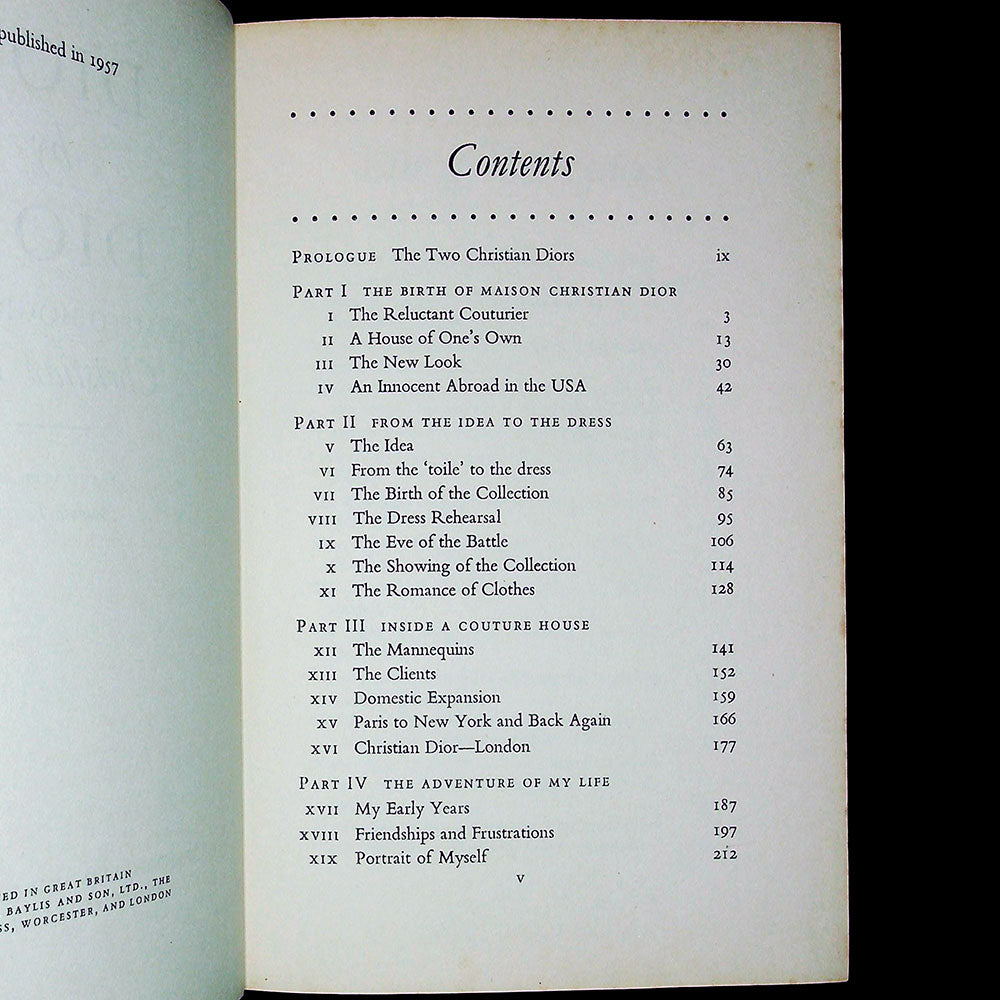 published in 1957
ED IN GREAT BRITAIN
BAYLIS AND SON, LTD., THE
SS, WORCESTER, AND LONDON
Contents
PROLOGUE The Two Christian Diors ix
PART I THE BIRTH OF MAISON CHRISTIAN DIOR
I The Reluctant Couturier 3
II A House of One's Own 13
III The New Look 30
IV An Innocent Abroad in the USA 42
PART II FROM THE IDEA TO THE DRESS
V The Idea 63
VI From the 'toile' to the dress 74
VII The Birth of the Collection 85
VIII The Dress Rehearsal 95
IX The Eve of the Battle 106
X The Showing of the Collection 114
XI The Romance of Clothes 128
PART III INSIDE A COUTURE HOUSE
XII The Mannequins 141
XIII The Clients 152
XIV Domestic Expansion 159
XV Paris to New York and Back Again 166
XVI Christian Dior—London 177
PART IV THE ADVENTURE OF MY LIFE
XVII My Early Years 187
XVIII Friendships and Frustrations 197
XIX Portrait of Myself 212
v